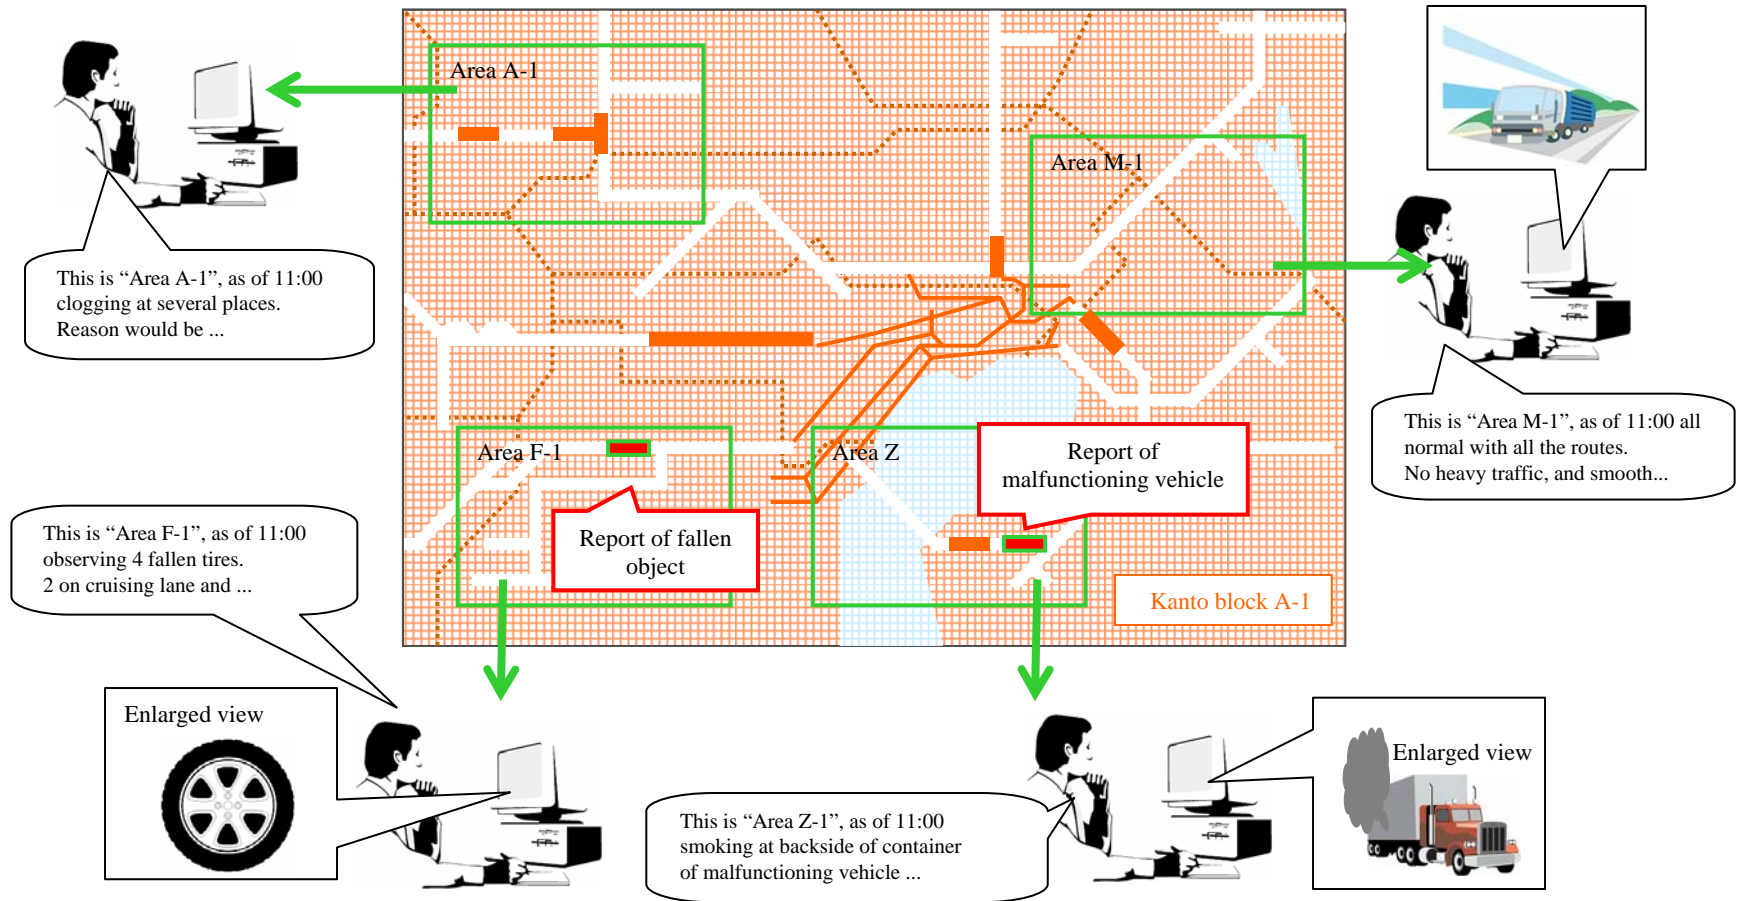 Area A-1
Area M-1
This is “Area A-1”, as of 11:00
clogging at several places.
Reason would be ...
This is “Area M-1”, as of 11:00 all
normal with all the routes.
No heavy traffic, and smooth...
Area F-1
Area Z
Report of
malfunctioning vehicle
Report of fallen
object
This is “Area F-1”, as of 11:00
observing 4 fallen tires.
2 on cruising lane and ...
Kanto block A-1
Enlarged view
Enlarged view
This is “Area Z-1”, as of 11:00
smoking at backside of container
of malfunctioning vehicle ...